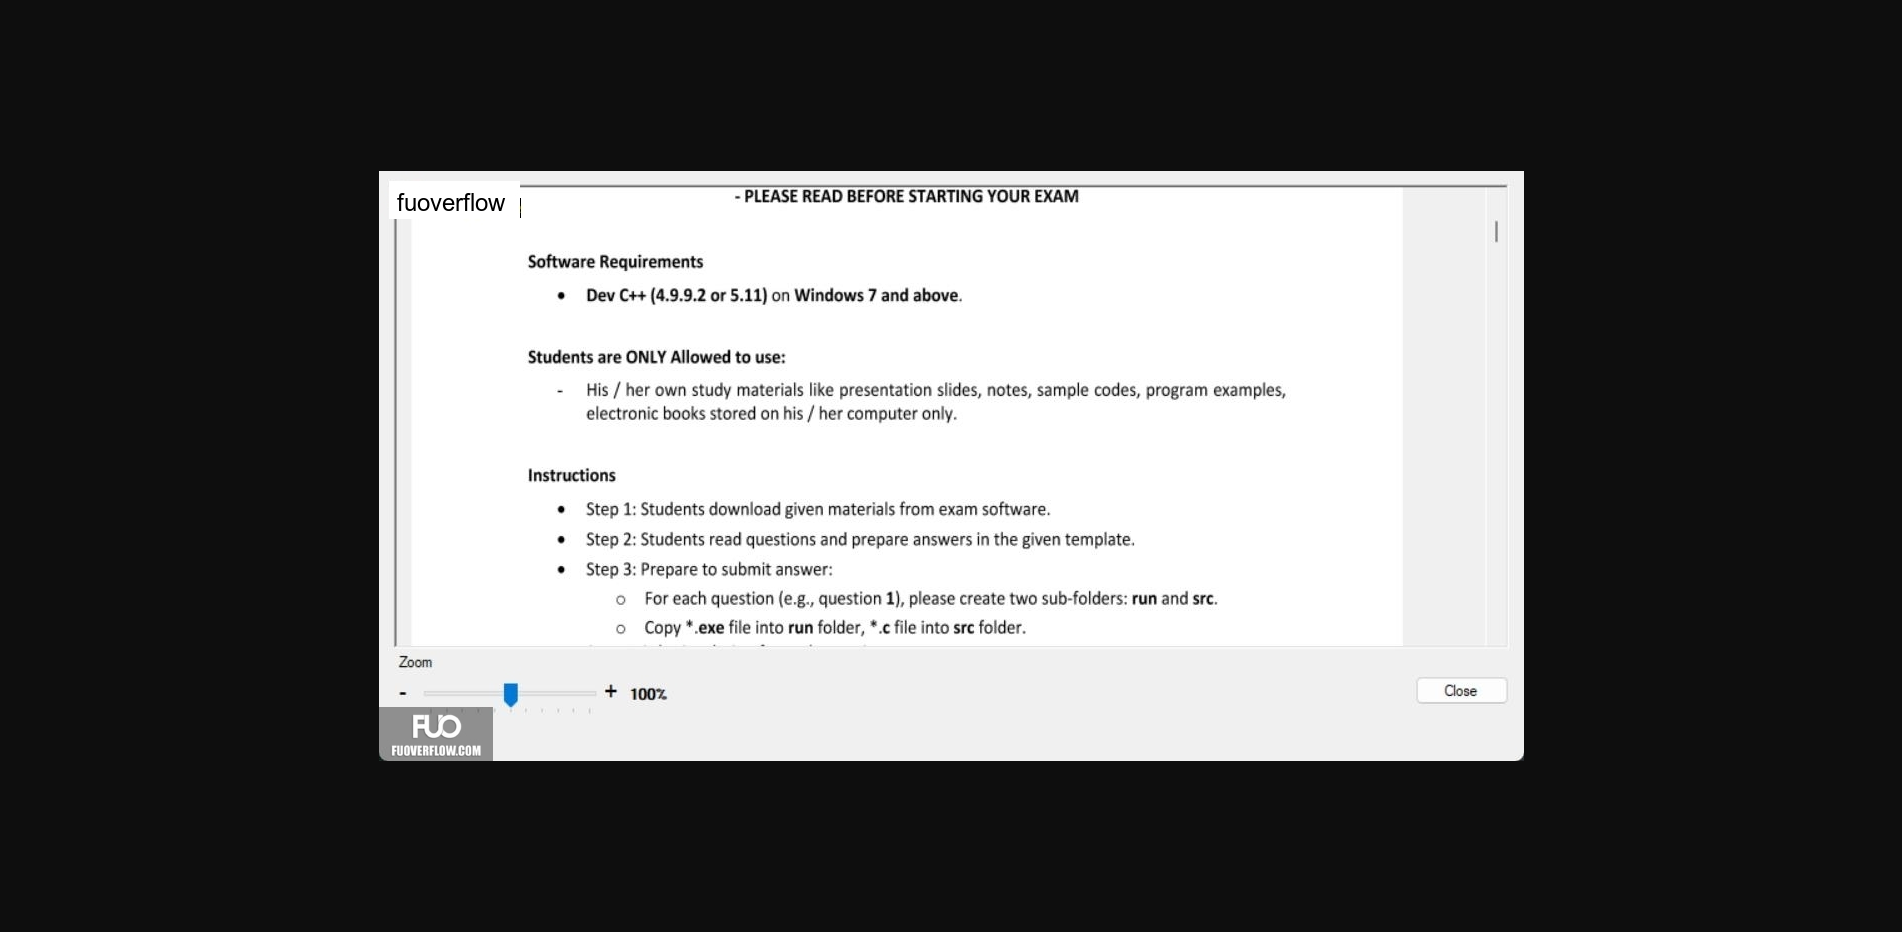 fuoverflow
- PLEASE READ BEFORE STARTING YOUR EXAM
Software Requirements
• Dev C++ (4.9.9.2 or 5.11) on Windows 7 and above.
Students are ONLY Allowed to use:
- His / her own study materials like presentation slides, notes, sample codes, program examples,
electronic books stored on his / her computer only.
Instructions
• Step 1: Students download given materials from exam software.
• Step 2: Students read questions and prepare answers in the given template.
• Step 3: Prepare to submit answer:
o For each question (e.g., question 1), please create two sub-folders: run and src.
o Copy *.exe file into run folder, *.c file into src folder.
Zoom
- + 100%
Close
FUO
FUOVERFLOW.COM